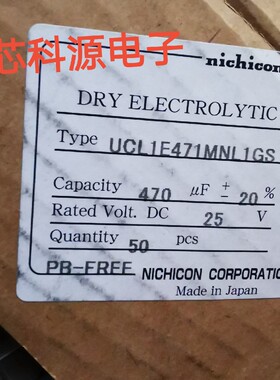 芯科源电子
nichicon
DRY ELECTROLYTIC
Type UCL1E471MNL1GS
Capacity 470 μF ± 20 %
Rated Volt. DC 25 V
Quantity 50 pcs
PB-FREE NICHICON CORPORATION
Made in Japan